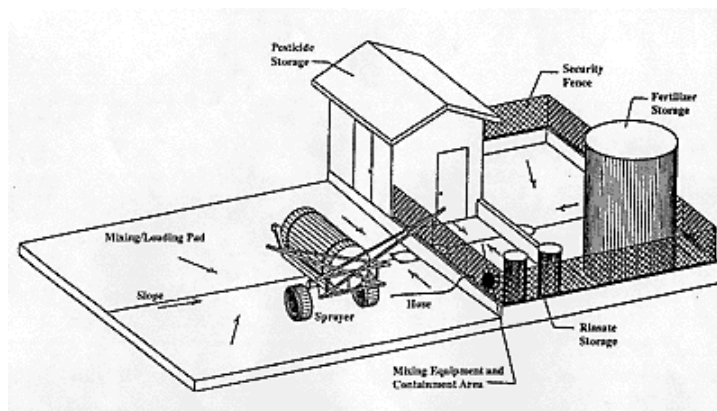 Pesticide
Storage
Security
Fence
Fertilizer
Storage
Mixing/Loading Pad
Slope
Sprayer
Hose
Rinsate
Storage
Mixing Equipment and
Containment Area